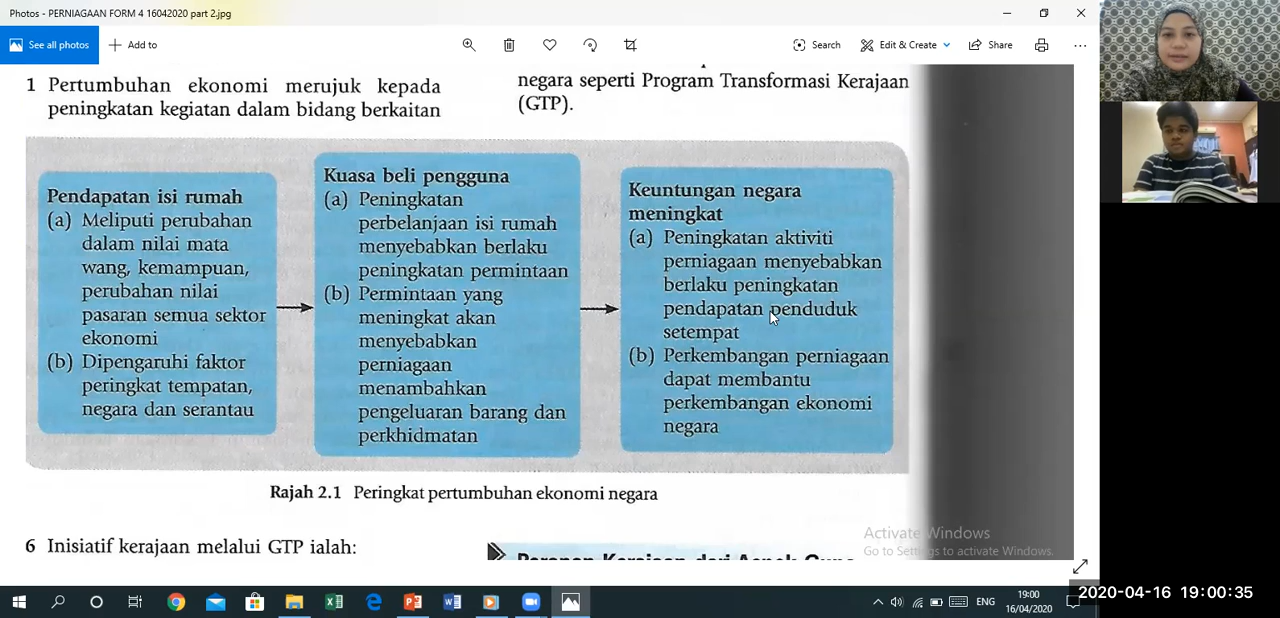 Photos - PERNIAGAAN FORM 4 16042020 part 2.jpg
See all photos
Add to
Search
Edit & Create
Share
1 Pertumbuhan ekonomi merujuk kepada
peningkatan kegiatan dalam bidang berkaitan
negara seperti Program Transformasi Kerajaan
(GTP).
Pendapatan isi rumah
(a) Meliputi perubahan
dalam nilai mata
wang, kemampuan,
perubahan nilai
pasaran semua sektor
ekonomi
(b) Dipengaruhi faktor
peringkat tempatan,
negara dan serantau
Kuasa beli pengguna
(a) Peningkatan
perbelanjaan isi rumah
menyebabkan berlaku
peningkatan permintaan
(b) Permintaan yang
meningkat akan
menyebabkan
perniagaan
menambahkan
pengeluaran barang dan
perkhidmatan
Keuntungan negara
meningkat
(a) Peningkatan aktiviti
perniagaan menyebabkan
berlaku peningkatan
pendapatan penduduk
setempat
(b) Perkembangan perniagaan
dapat membantu
perkembangan ekonomi
negara
Rajah 2.1 Peringkat pertumbuhan ekonomi negara
6 Inisiatif kerajaan melalui GTP ialah:
Peranan Kerajaan dari Aspek
Activate Windows
Go to Settings to activate Windows.
ENG
19:00
16/04/2020
2020-04-16 19:00:35